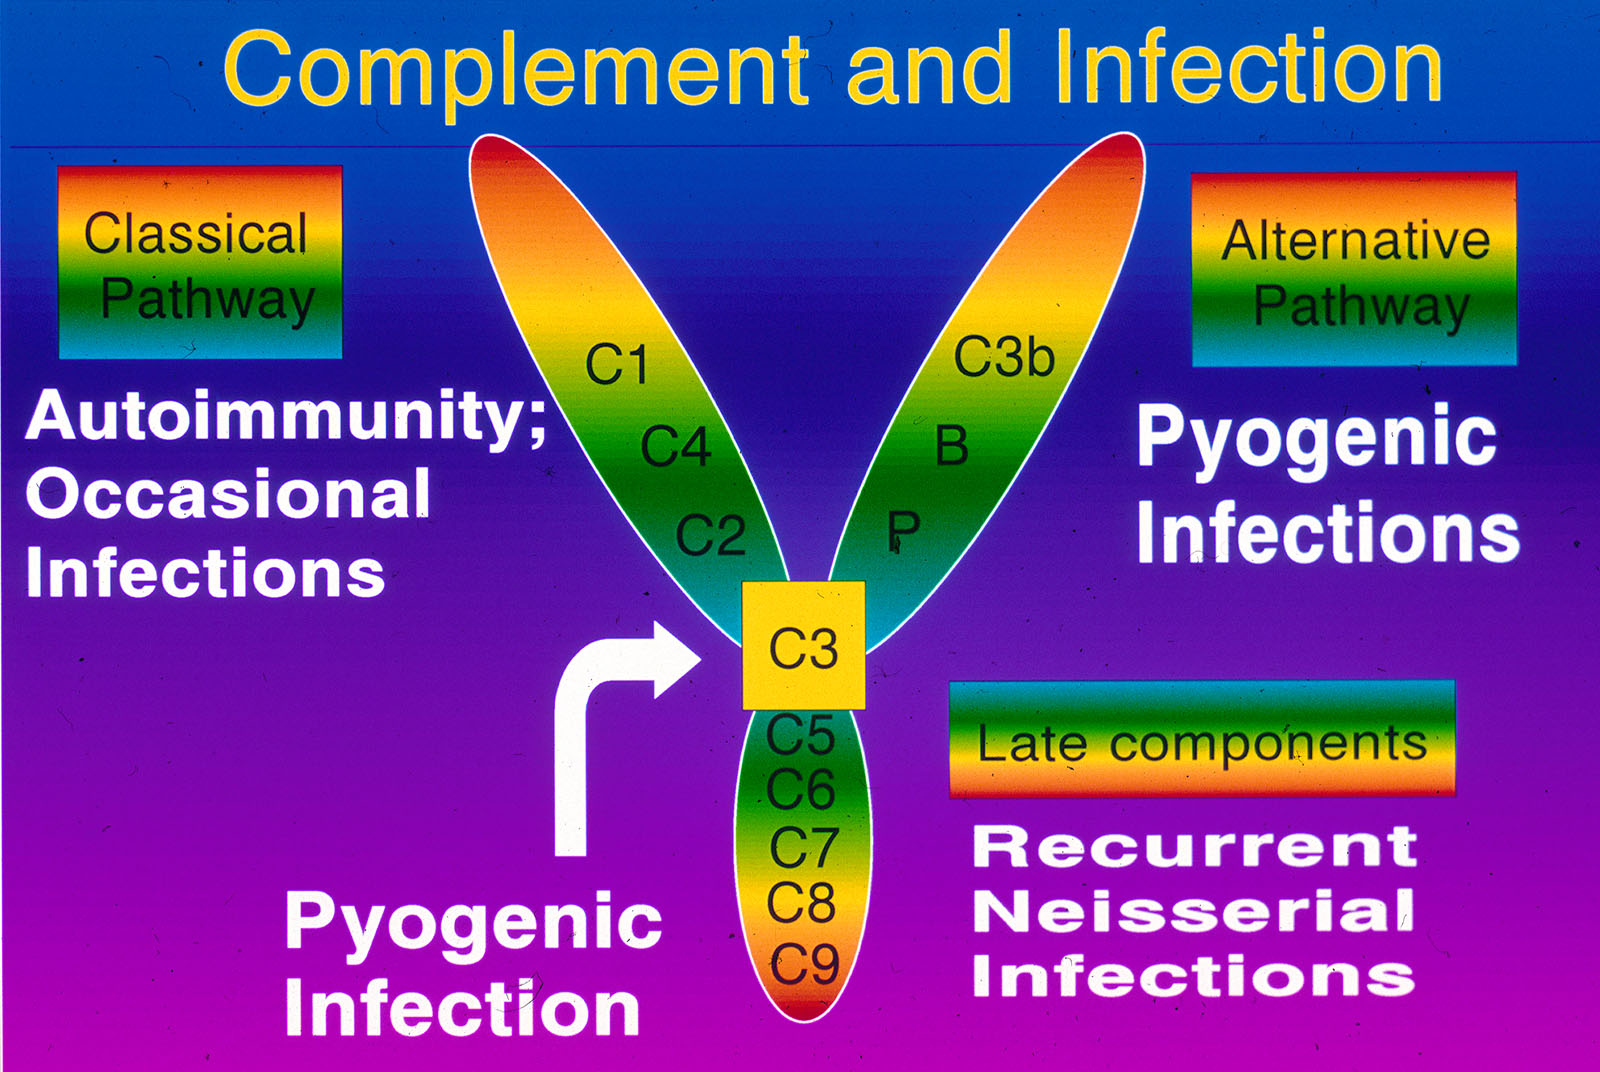 Complement and Infection
Classical
Pathway
Autoimmunity;
Occasional
Infections
Alternative
Pathway
Pyogenic
Infections
C1
C4
C2
C3b
B
P
C3
C5
C6
C7
C8
C9
Pyogenic
Infection
Late components
Recurrent
Neisserial
Infections